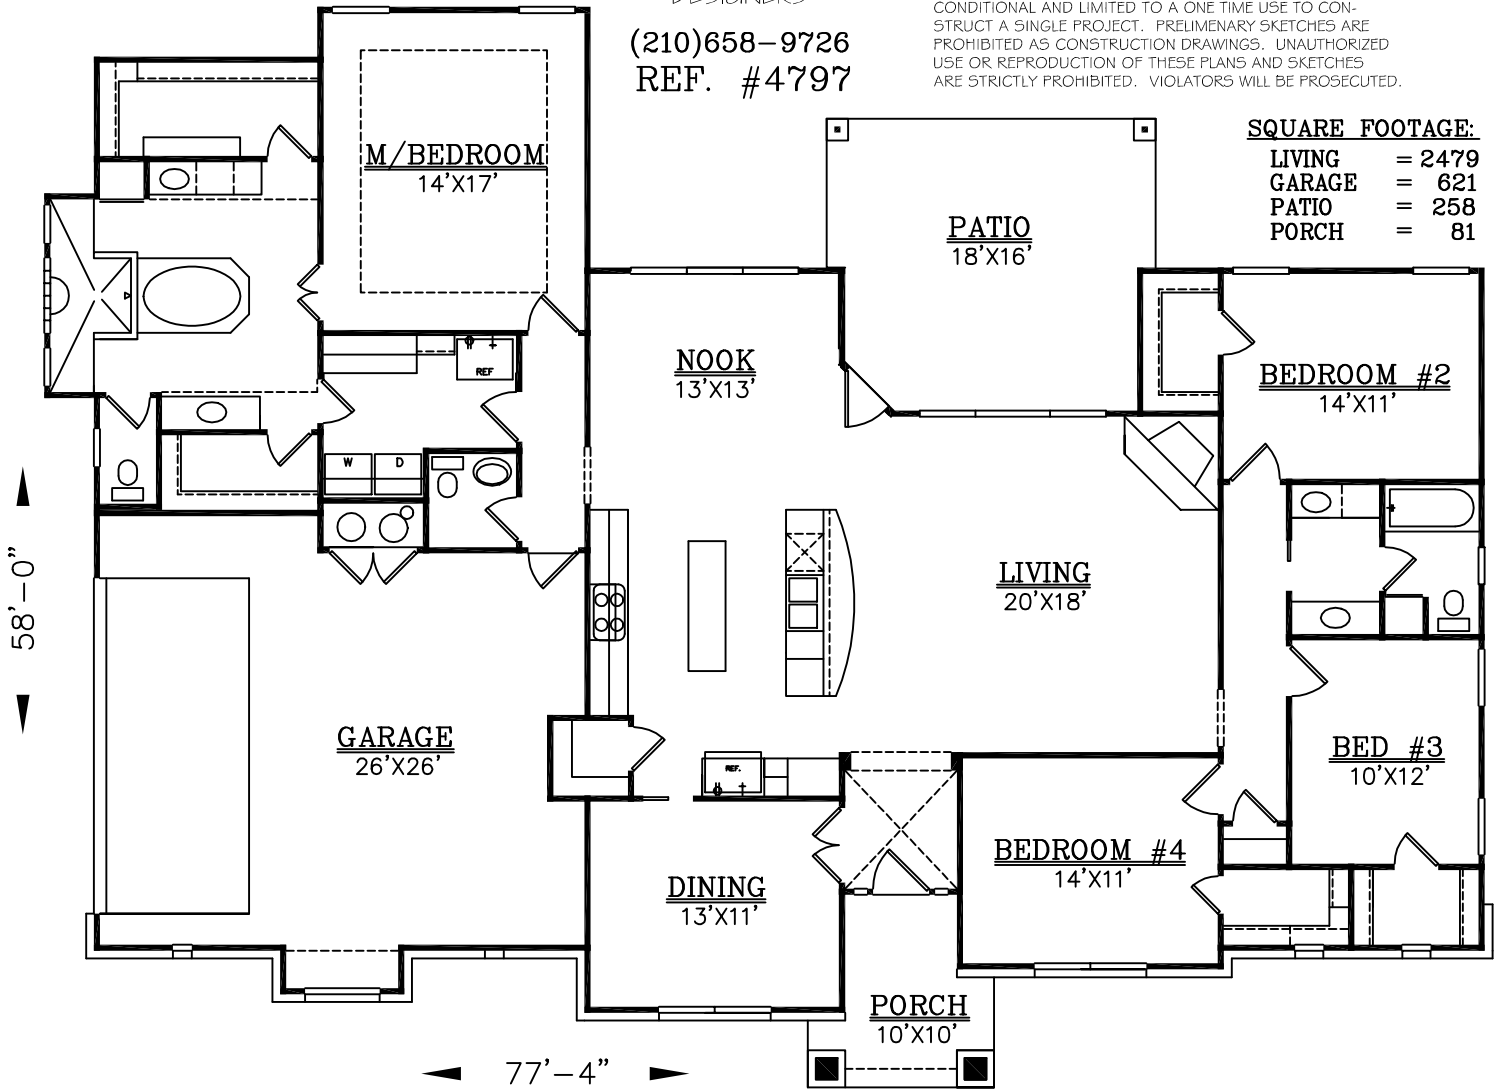 (210)658-9726
REF. #4797
CONDITIONAL AND LIMITED TO A ONE TIME USE TO CON-
STRUCT A SINGLE PROJECT. PRELIMENARY SKETCHES ARE
PROHIBITED AS CONSTRUCTION DRAWINGS. UNAUTHORIZED
USE OR REPRODUCTION OF THESE PLANS AND SKETCHES
ARE STRICTLY PROHIBITED. VIOLATORS WILL BE PROSECUTED.
SQUARE FOOTAGE:
LIVING = 2479
GARAGE = 621
PATIO = 258
PORCH = 81
M/BEDROOM
14'X17'
PATIO
18'X16'
NOOK
13'X13'
REF
BEDROOM #2
14'X11'
W D
LIVING
20'X18'
58'-0"
GARAGE
26'X26'
BED #3
10'X12'
REF.
BEDROOM #4
14'X11'
DINING
13'X11'
PORCH
10'X10'
77'-4"